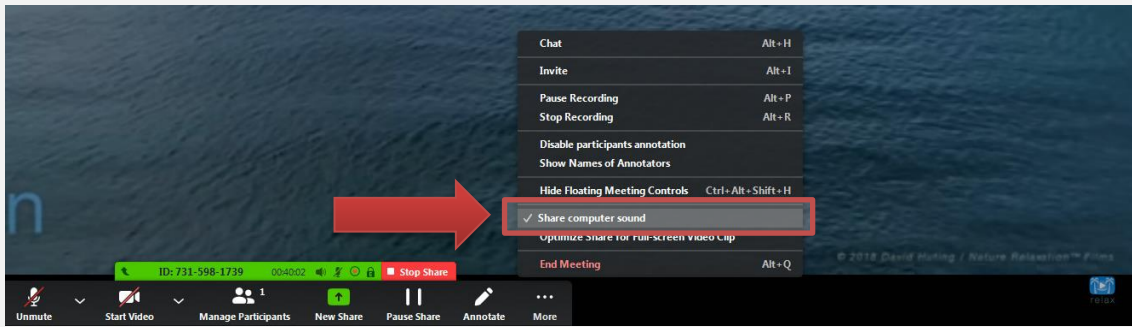 Chat Alt+H
Invite Alt+I
Pause Recording Alt+P
Stop Recording Alt+R
Disable participants annotation
Show Names of Annotators
Hide Floating Meeting Controls Ctrl+Alt+Shift+H
n
✓ Share computer sound
Optimize Share for Full-screen Video Clip
© 2018 David Huting / Nature Relaxation™ Films
End Meeting Alt+Q
ID: 731-598-1739 00:40:02 Stop Share
relax
1
Unmute Start Video Manage Participants New Share Pause Share Annotate More